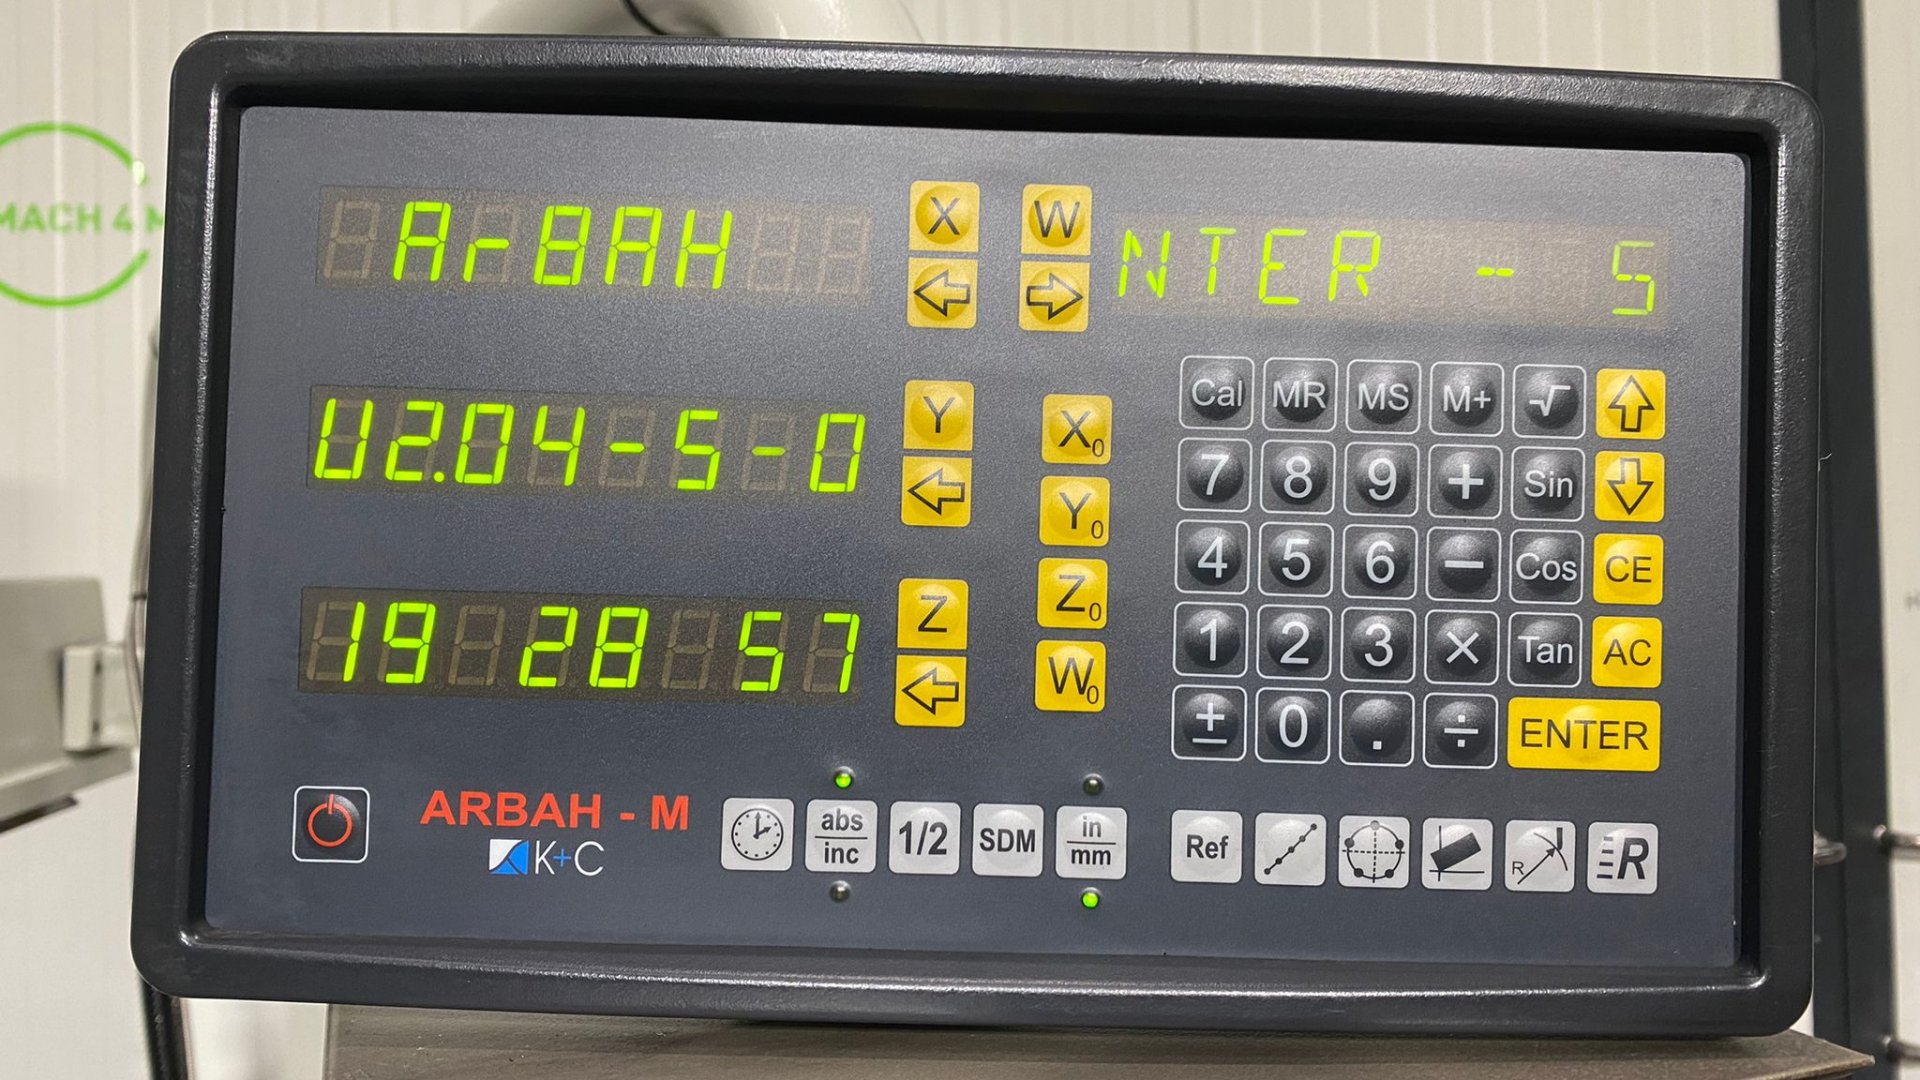 MACH 4 M
ArBAH
X W
NTER - S
U2.04-S-0
Y
X0
Y0
19 28 57
Z
Z0
W0
Cal MR MS M+ √
7 8 9 + Sin
4 5 6 − Cos CE
1 2 3 × Tan AC
± 0 . ÷ ENTER
ARBAH - M
K+C
abs
inc
1/2
SDM
in
mm
Ref
R
R